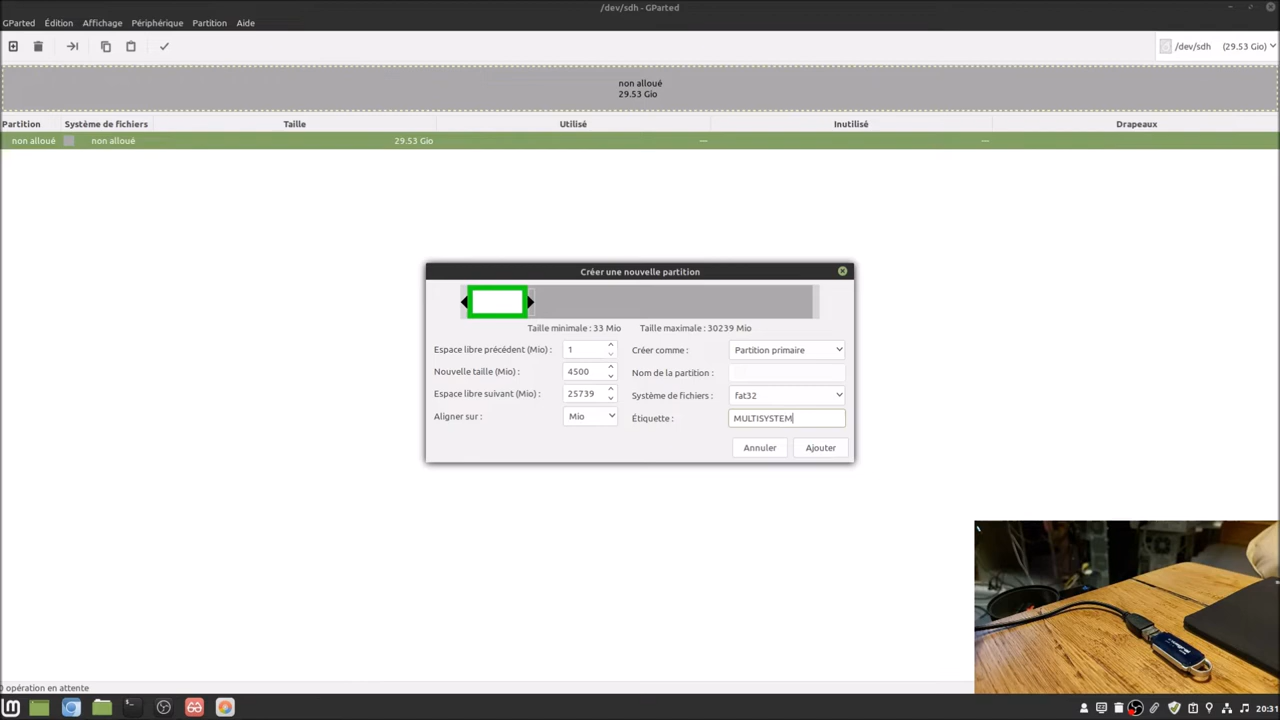 /dev/sdh - GParted
GParted Édition Affichage Périphérique Partition Aide
/dev/sdh (29.53 Gio)
non alloué
29.53 Gio
Partition Système de fichiers Taille Utilisé Inutilisé Drapeaux
non alloué non alloué 29.53 Gio — —
Créer une nouvelle partition
Taille minimale : 33 Mio Taille maximale : 30239 Mio
Espace libre précédent (Mio) : 1 Créer comme : Partition primaire
Nouvelle taille (Mio) : 4500 Nom de la partition :
Espace libre suivant (Mio) : 25739 Système de fichiers : fat32
Aligner sur : Mio Étiquette : MULTISYSTEM
Annuler Ajouter
0 opération en attente
20:31